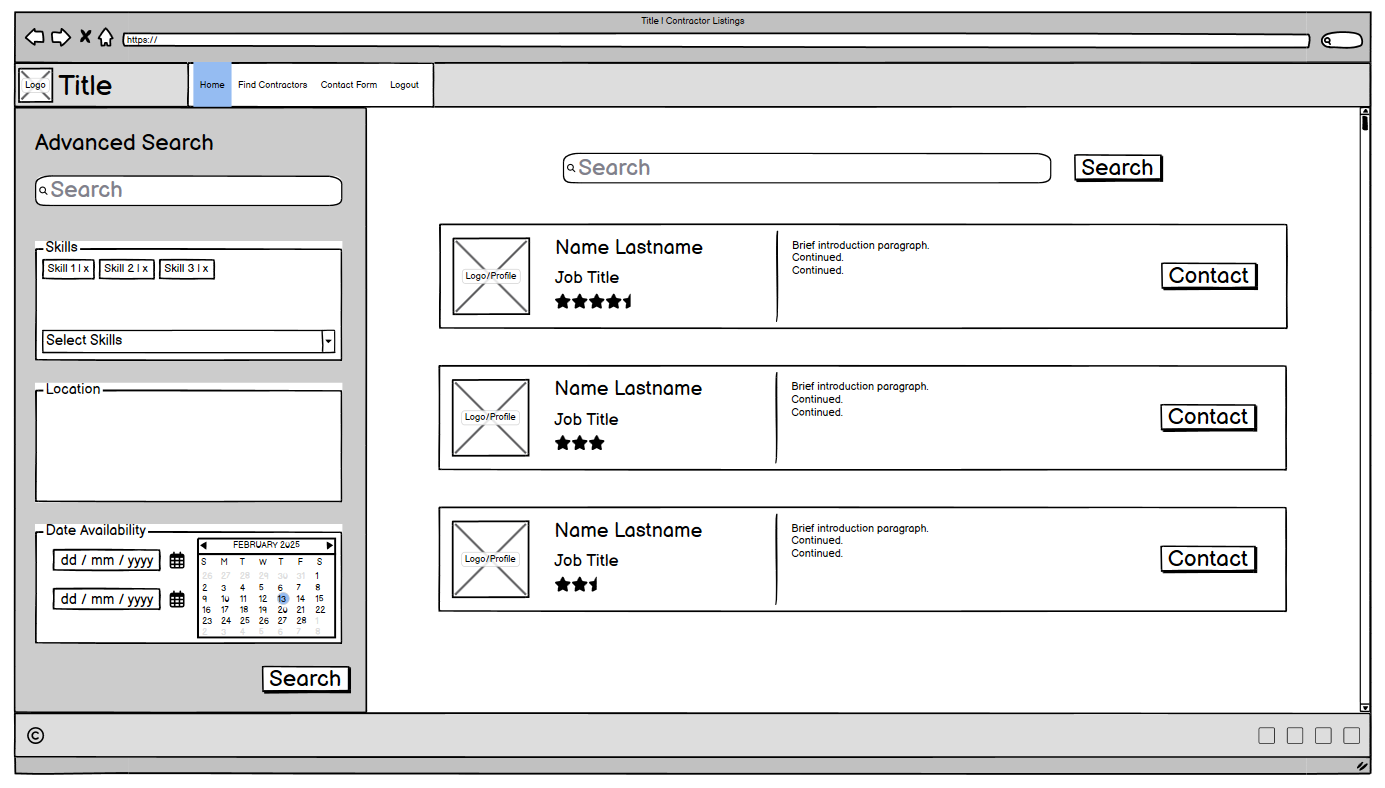 Title | Contractor Listings
https://
Logo
Title
Home Find Contractors Contact Form Logout
Advanced Search
Search
Skills
Skill 1 | x Skill 2 | x Skill 3 | x
Select Skills
Location
Date Availability
dd / mm / yyyy
dd / mm / yyyy
FEBRUARY 2025
S M T W T F S
26 27 28 29 30 31 1
2 3 4 5 6 7 8
9 10 11 12 13 14 15
16 17 18 19 20 21 22
23 24 25 26 27 28 1
2 3 4 5 6 7 8
Search
Search Search
Logo/Profile
Name Lastname
Job Title
Brief introduction paragraph.
Continued.
Continued.
Contact
Logo/Profile
Name Lastname
Job Title
Brief introduction paragraph.
Continued.
Continued.
Contact
Logo/Profile
Name Lastname
Job Title
Brief introduction paragraph.
Continued.
Continued.
Contact
©